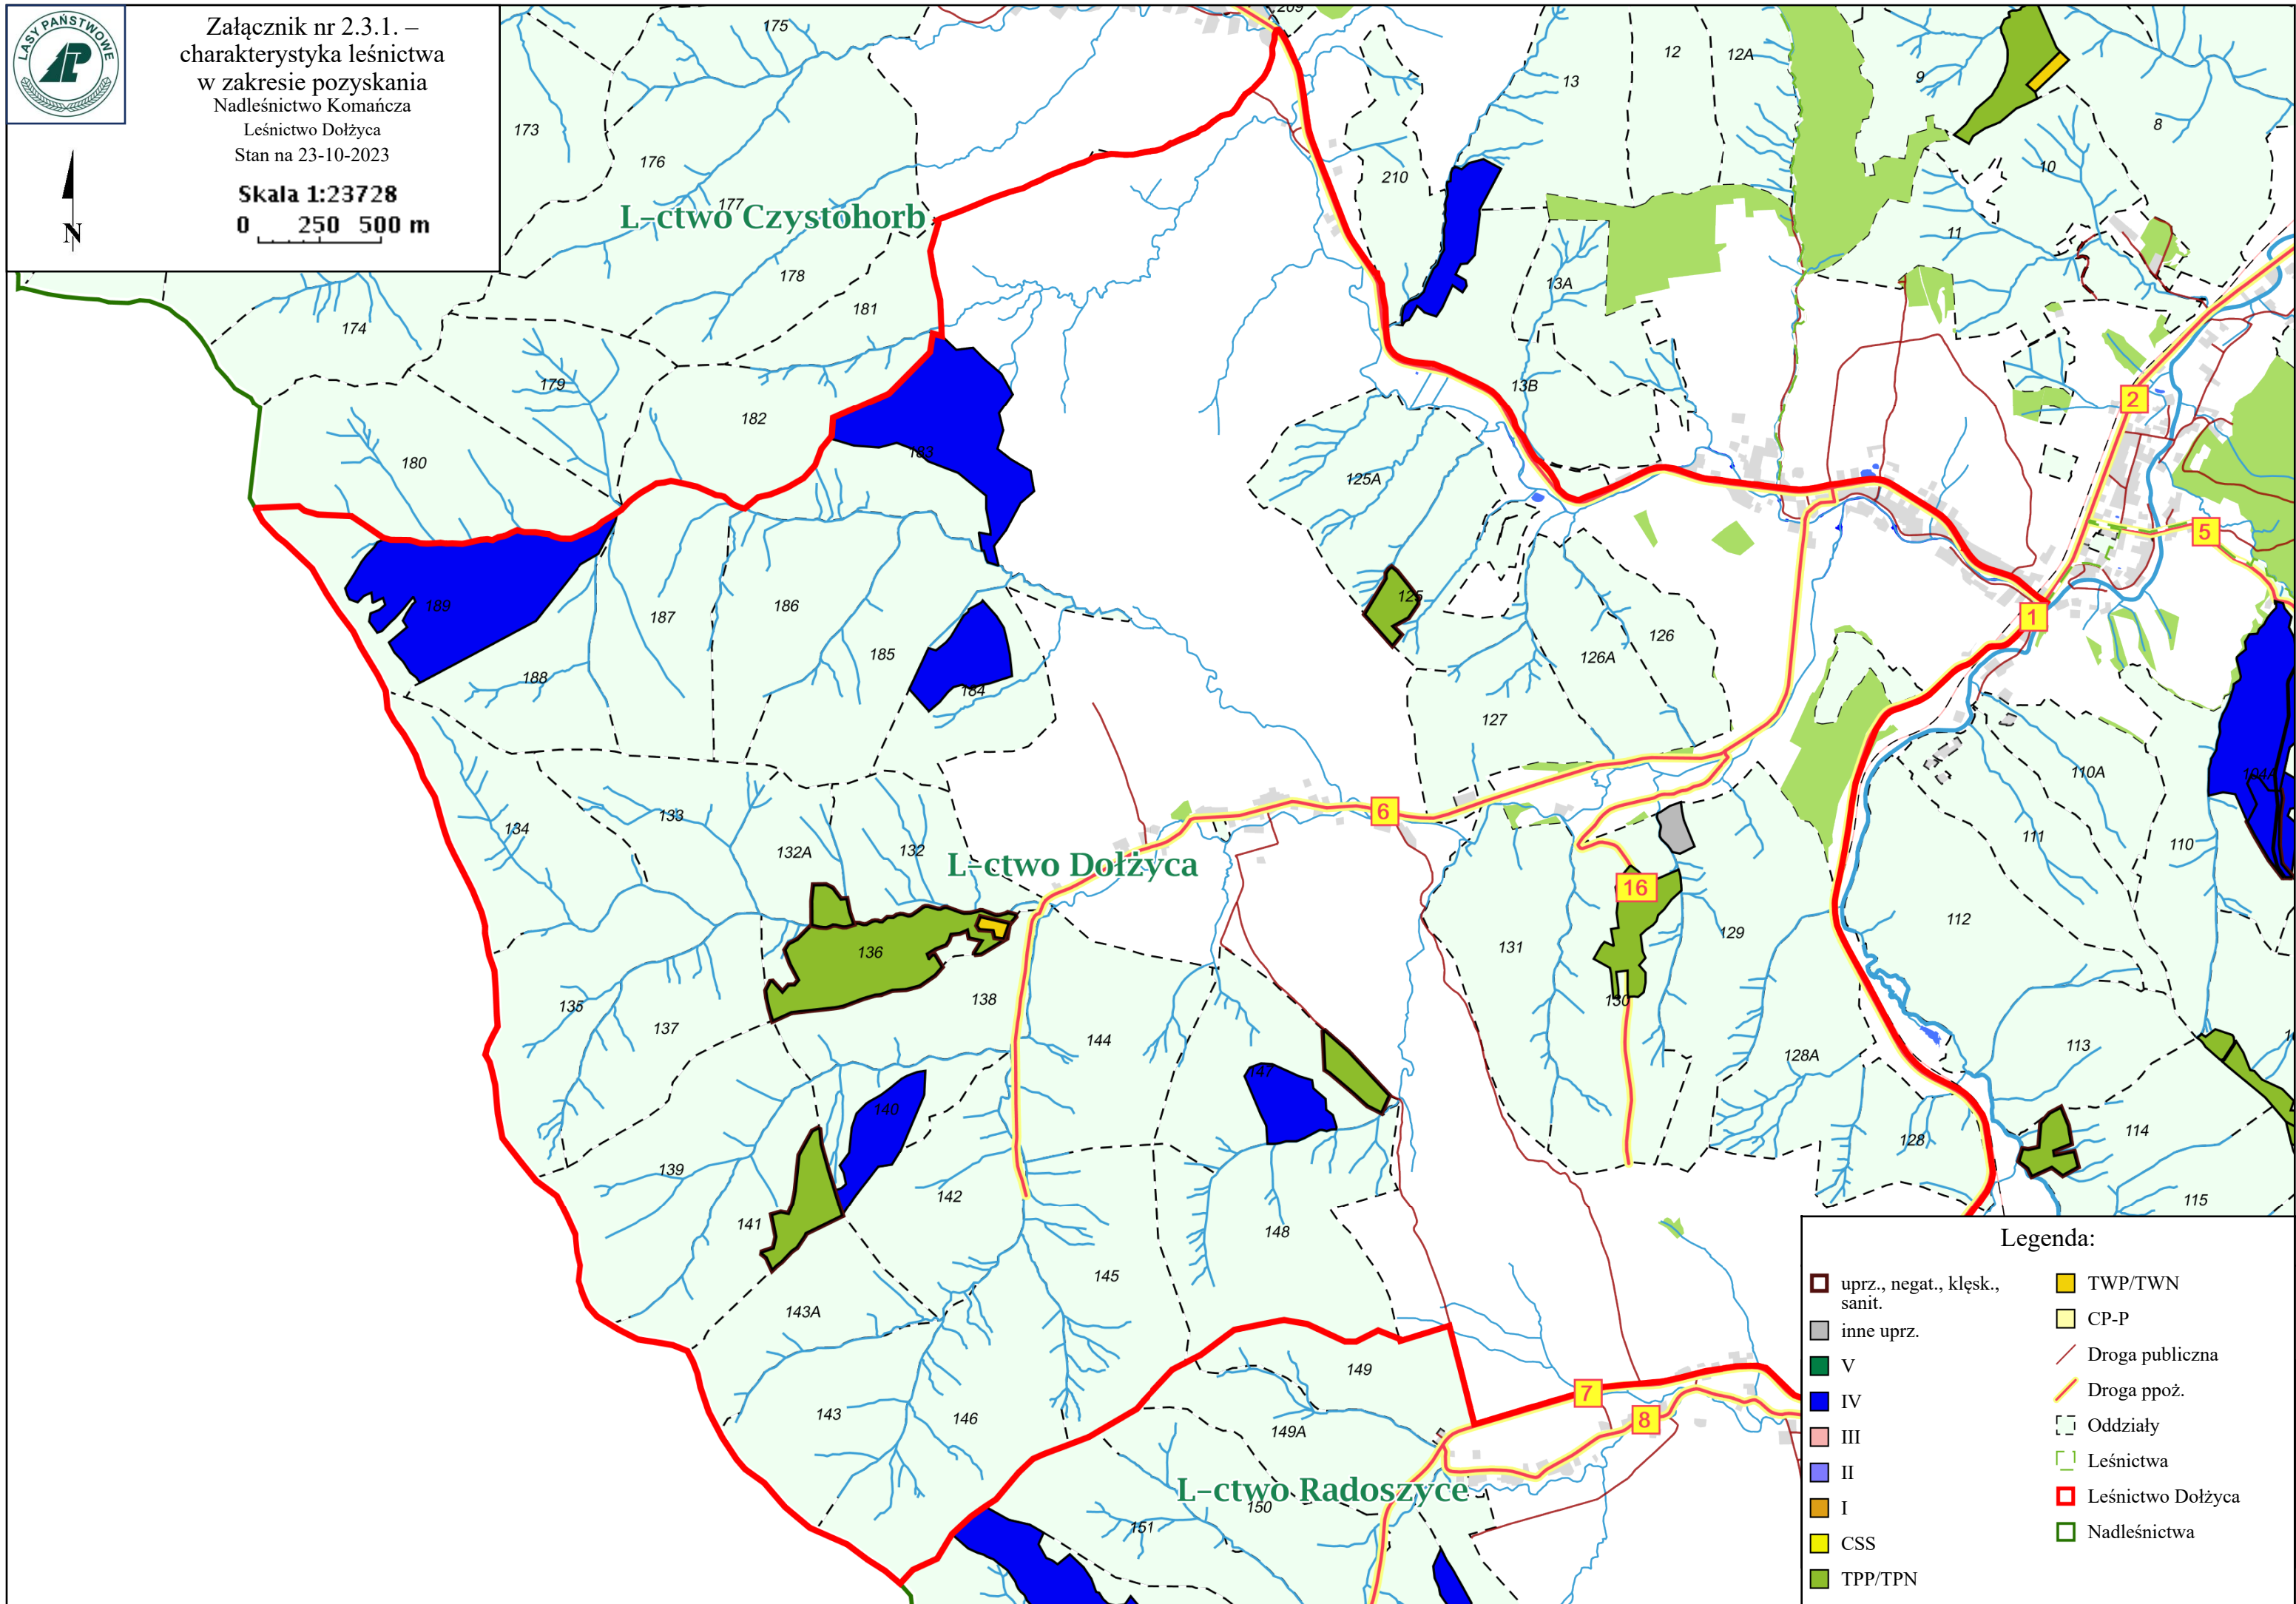 LASY PAŃSTWOWE
Załącznik nr 2.3.1. –
charakterystyka leśnictwa
w zakresie pozyskania
Nadleśnictwo Komańcza
Leśnictwo Dołżyca
Stan na 23-10-2023
Skala 1:23728
0 250 500 m
N
209
175
12
12A
13
9
8
173
176
10
210
177
L-ctwo Czystohorb
11
178
13A
181
174
179
13B
2
182
183
180
125A
5
189
187
186
125
1
185
126
126A
188
184
127
110A
104A
134
133
6
132A
132
111
110
L-ctwo Dołżyca
16
136
131
129
112
138
130
135
137
144
128A
113
147
140
128
114
139
142
141
148
115
145
143A
149
7
143
146
8
149A
L-ctwo Radoszyce
150
151
Legenda:
uprz., negat., klęsk.,
sanit.
inne uprz.
V
IV
III
II
I
CSS
TPP/TPN
TWP/TWN
CP-P
Droga publiczna
Droga ppoż.
Oddziały
Leśnictwa
Leśnictwo Dołżyca
Nadleśnictwa